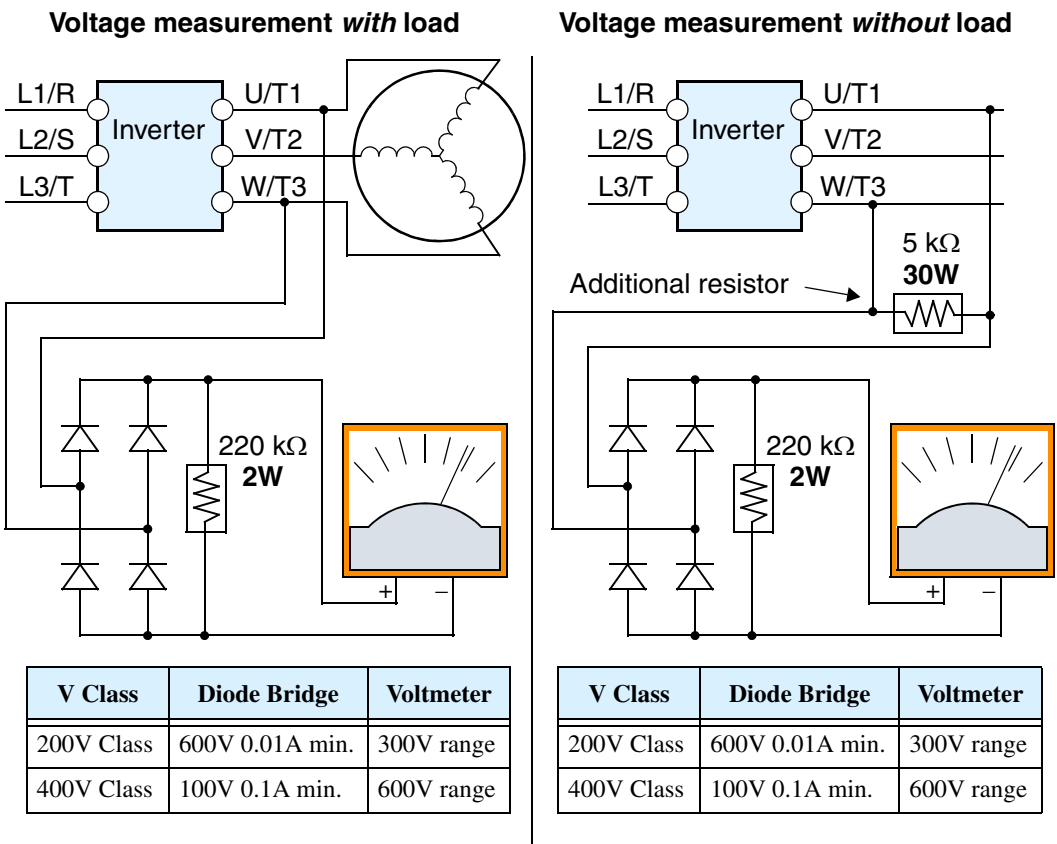 Voltage measurement with load
L1/R
L2/S
L3/T
Inverter
U/T1
V/T2
W/T3
220 kΩ
2W
+
–
V Class Diode Bridge Voltmeter
200V Class 600V 0.01A min. 300V range
400V Class 100V 0.1A min. 600V range
Voltage measurement without load
L1/R
L2/S
L3/T
Inverter
U/T1
V/T2
W/T3
5 kΩ
30W
Additional resistor
220 kΩ
2W
+
–
V Class Diode Bridge Voltmeter
200V Class 600V 0.01A min. 300V range
400V Class 100V 0.1A min. 600V range